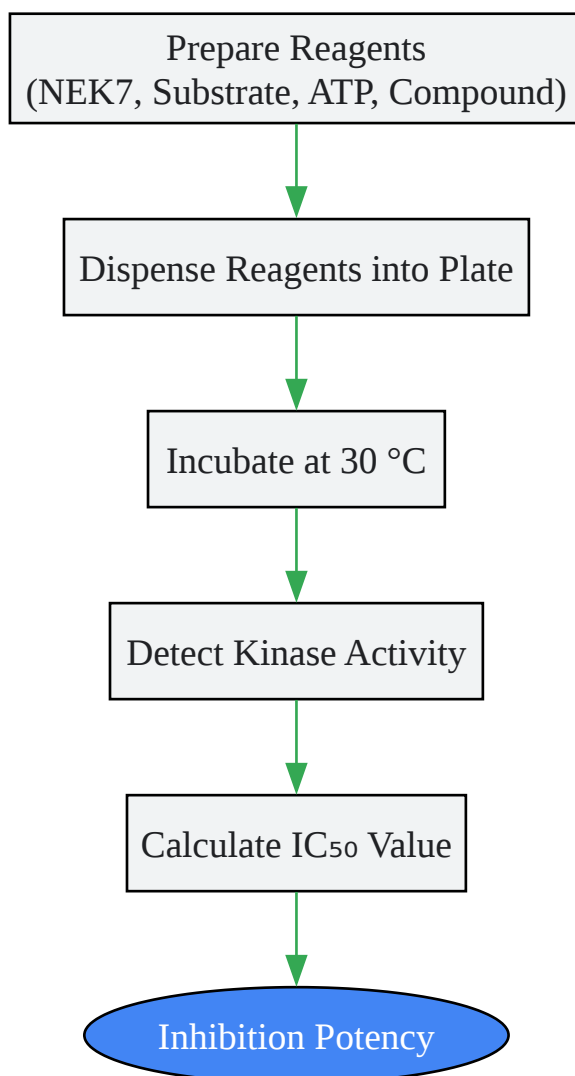 Prepare Reagents
(NEK7, Substrate, ATP, Compound)
Dispense Reagents into Plate
Incubate at 30 °C
Detect Kinase Activity
Calculate IC₅₀ Value
Inhibition Potency